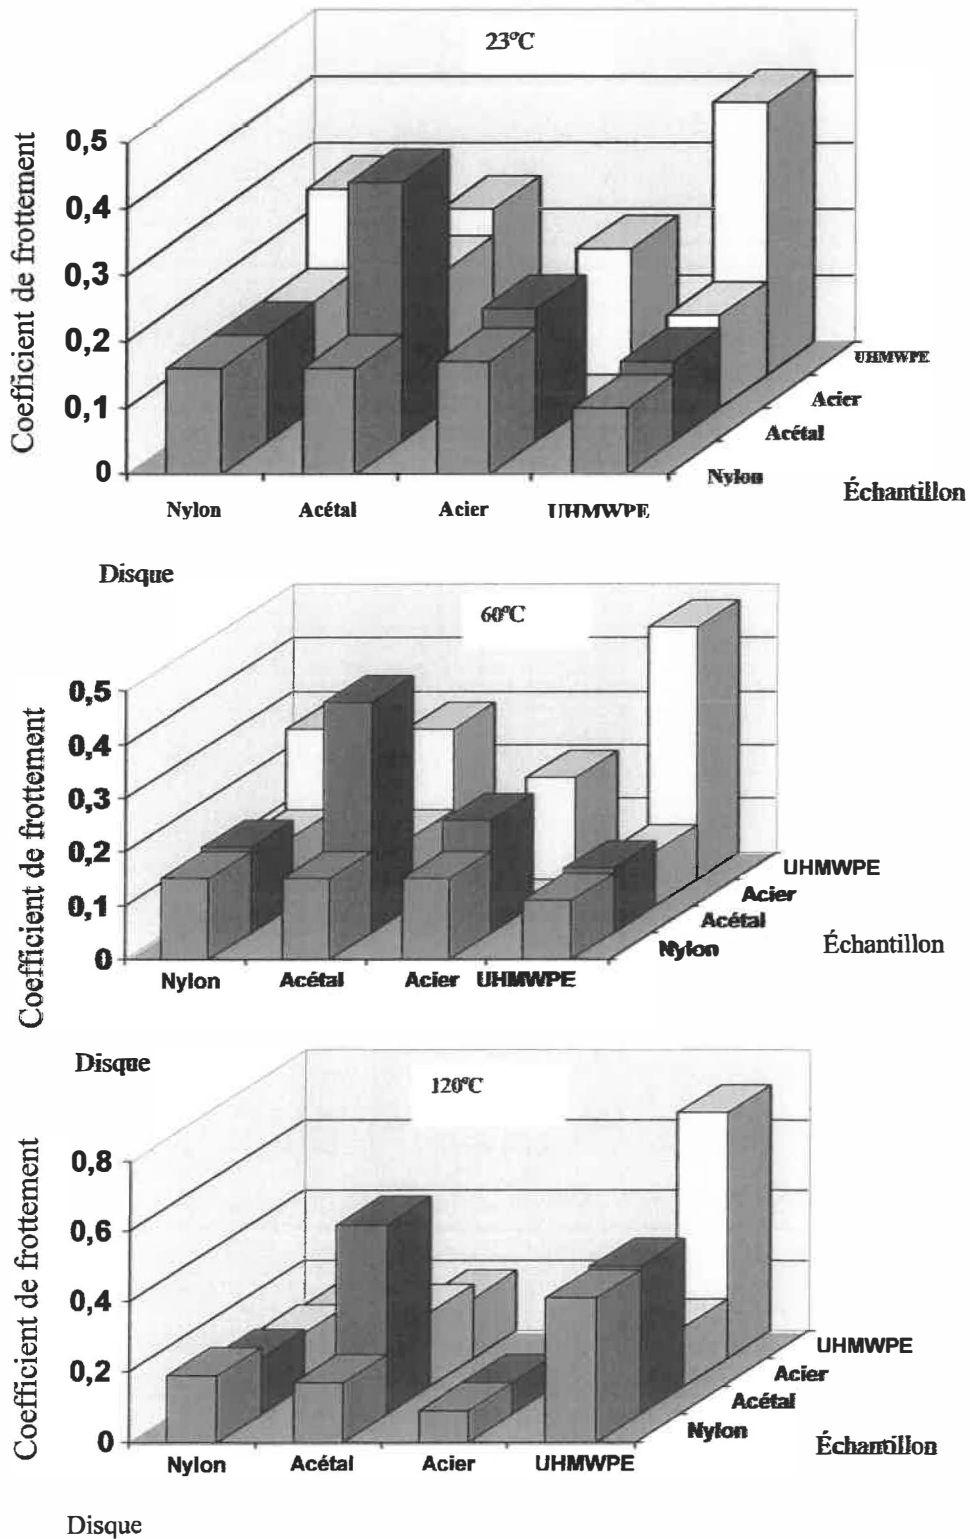 23°C
Coefficient de frottement
0,5
0,4
0,3
0,2
0,1
0
Nylon Acétal Acier UHMWPE
UHMWPE
Acier
Acétal
Nylon
Échantillon
Disque
60°C
Coefficient de frottement
0,5
0,4
0,3
0,2
0,1
0
Nylon Acétal Acier UHMWPE
UHMWPE
Acier
Acétal
Nylon
Échantillon
Disque
120°C
Coefficient de frottement
0,8
0,6
0,4
0,2
0
Nylon Acétal Acier UHMWPE
UHMWPE
Acier
Acétal
Nylon
Échantillon
Disque